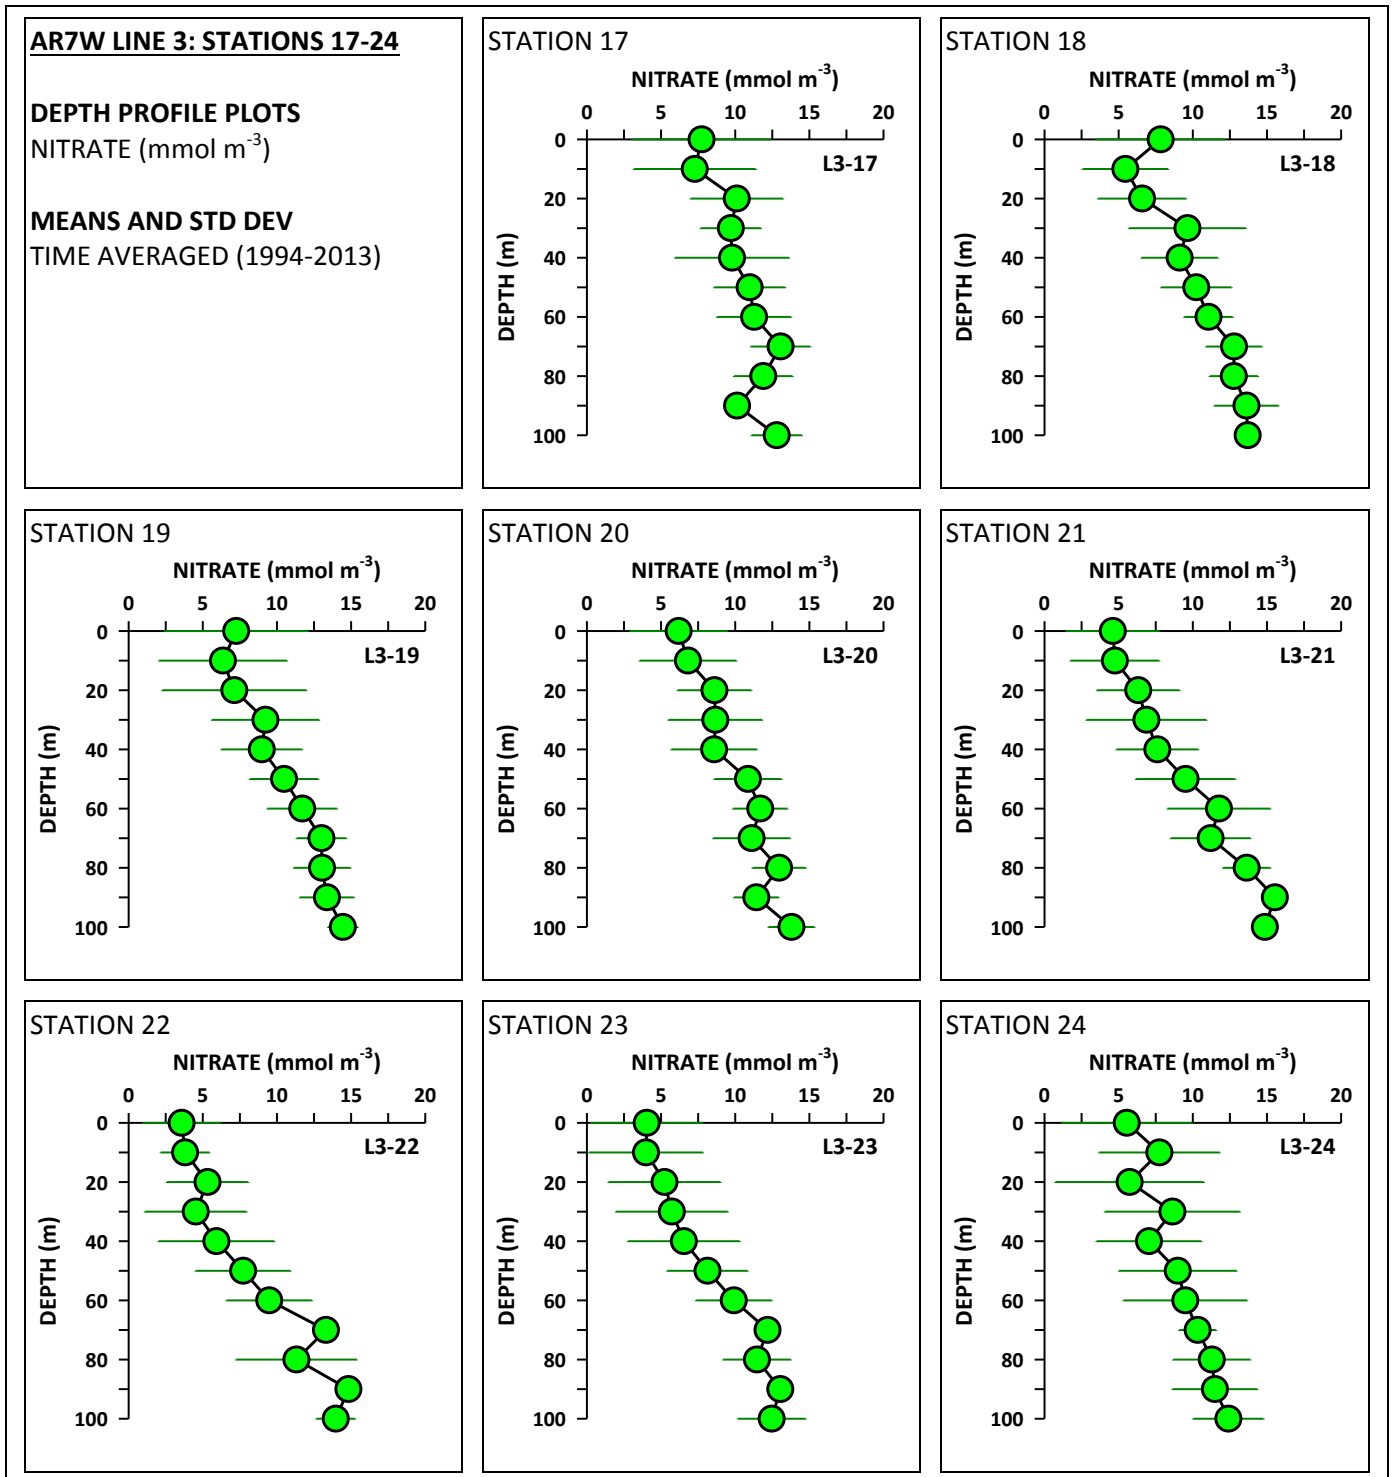 AR7W LINE 3: STATIONS 17-24
DEPTH PROFILE PLOTS
NITRATE (mmol m⁻³)
MEANS AND STD DEV
TIME AVERAGED (1994-2013)
STATION 17
NITRATE (mmol m⁻³)
0 5 10 15 20
L3-17
DEPTH (m)
0
20
40
60
80
100
STATION 18
NITRATE (mmol m⁻³)
0 5 10 15 20
L3-18
DEPTH (m)
0
20
40
60
80
100
STATION 19
NITRATE (mmol m⁻³)
0 5 10 15 20
L3-19
DEPTH (m)
0
20
40
60
80
100
STATION 20
NITRATE (mmol m⁻³)
0 5 10 15 20
L3-20
DEPTH (m)
0
20
40
60
80
100
STATION 21
NITRATE (mmol m⁻³)
0 5 10 15 20
L3-21
DEPTH (m)
0
20
40
60
80
100
STATION 22
NITRATE (mmol m⁻³)
0 5 10 15 20
L3-22
DEPTH (m)
0
20
40
60
80
100
STATION 23
NITRATE (mmol m⁻³)
0 5 10 15 20
L3-23
DEPTH (m)
0
20
40
60
80
100
STATION 24
NITRATE (mmol m⁻³)
0 5 10 15 20
L3-24
DEPTH (m)
0
20
40
60
80
100